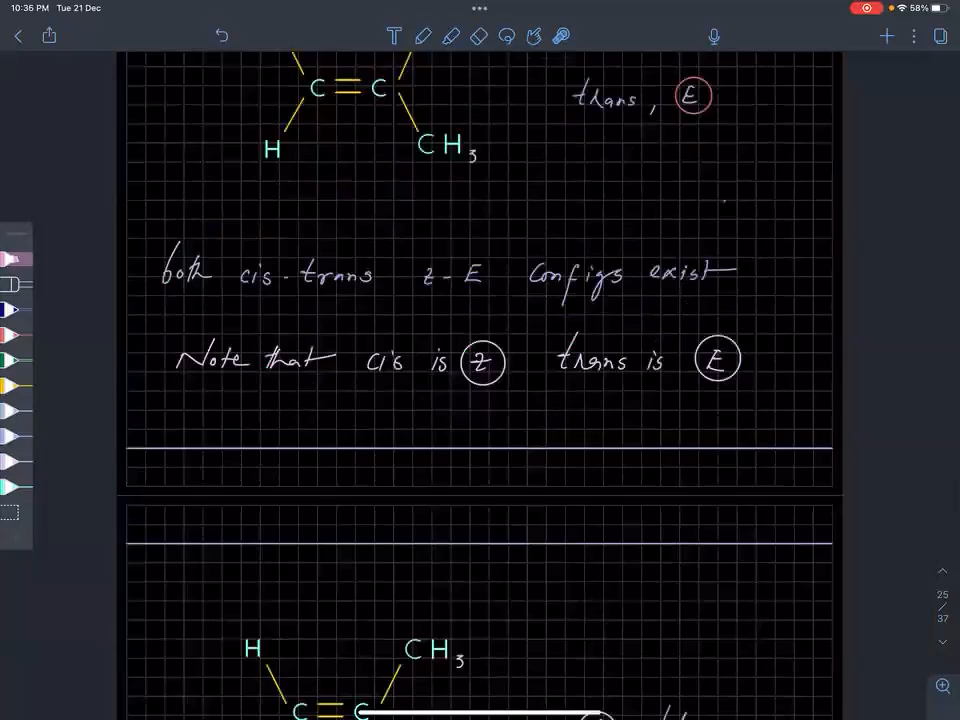 10:35 PM Tue 21 Dec
58%
C = C
trans, E
H
CH3
both cis-trans z-E Configs exist
Note that cis is z trans is E
25
/
37
H
CH3
C = C